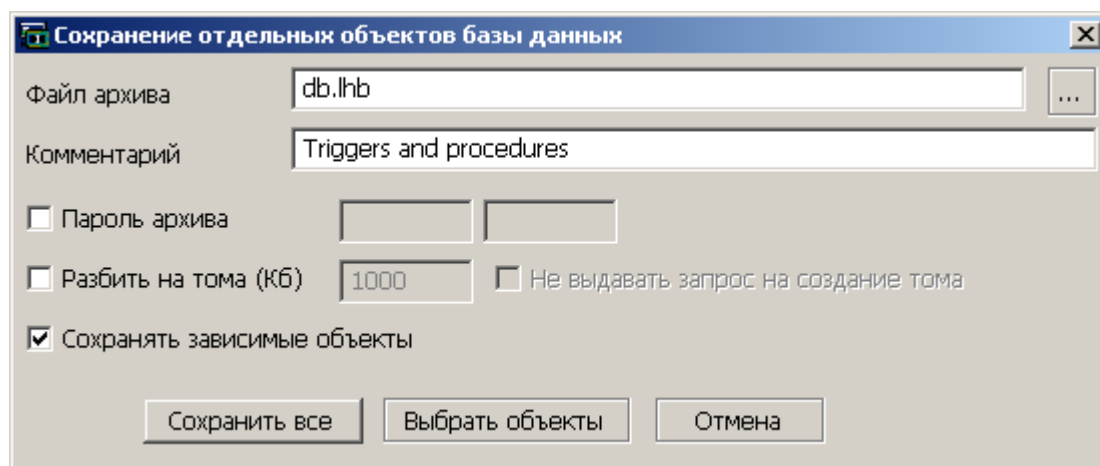 Сохранение отдельных объектов базы данных
Файл архива db.lhb ...
Комментарий Triggers and procedures
Пароль архива
Разбить на тома (Кб) 1000 Не выдавать запрос на создание тома
Сохранять зависимые объекты
Сохранить все Выбрать объекты Отмена